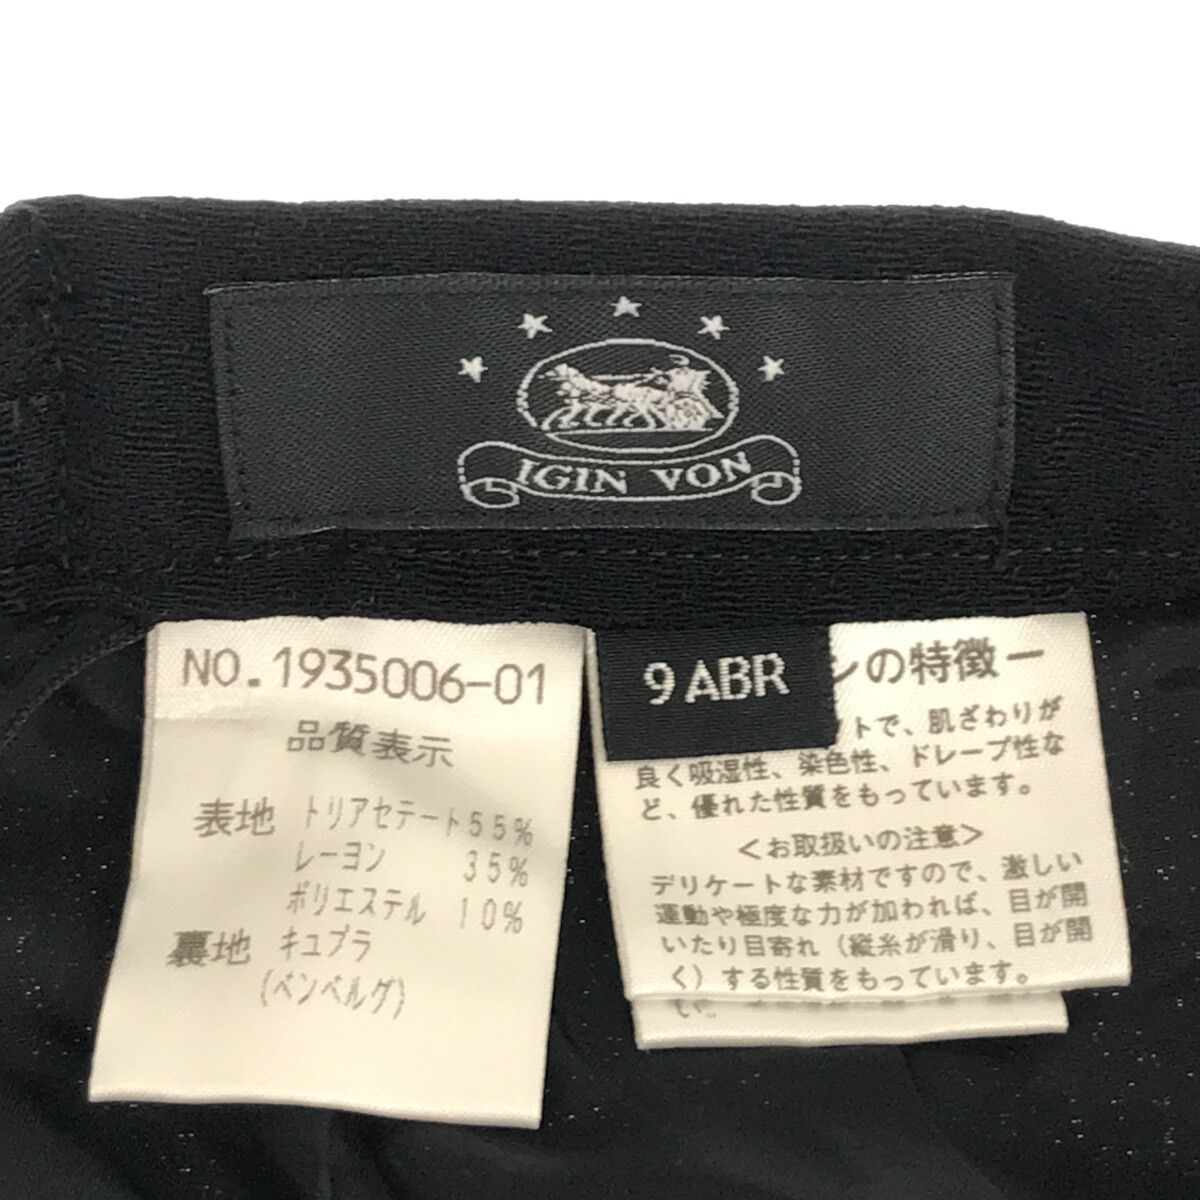 IGIN VON
NO.1935006-01
品質表示
表地 トリアセテート55%
レーヨン 35%
ポリエステル 10%
裏地 キュプラ
(ベンベルグ)
9ABR
ンの特徴ー
トで、肌ざわりが
良く吸湿性、染色性、ドレープ性な
ど、優れた性質をもっています。
<お取扱いの注意>
デリケートな素材ですので、激しい
運動や極度な力が加われば、目が開
いたり目寄れ(縦糸が滑り、目が開
く)する性質をもっています。
い。